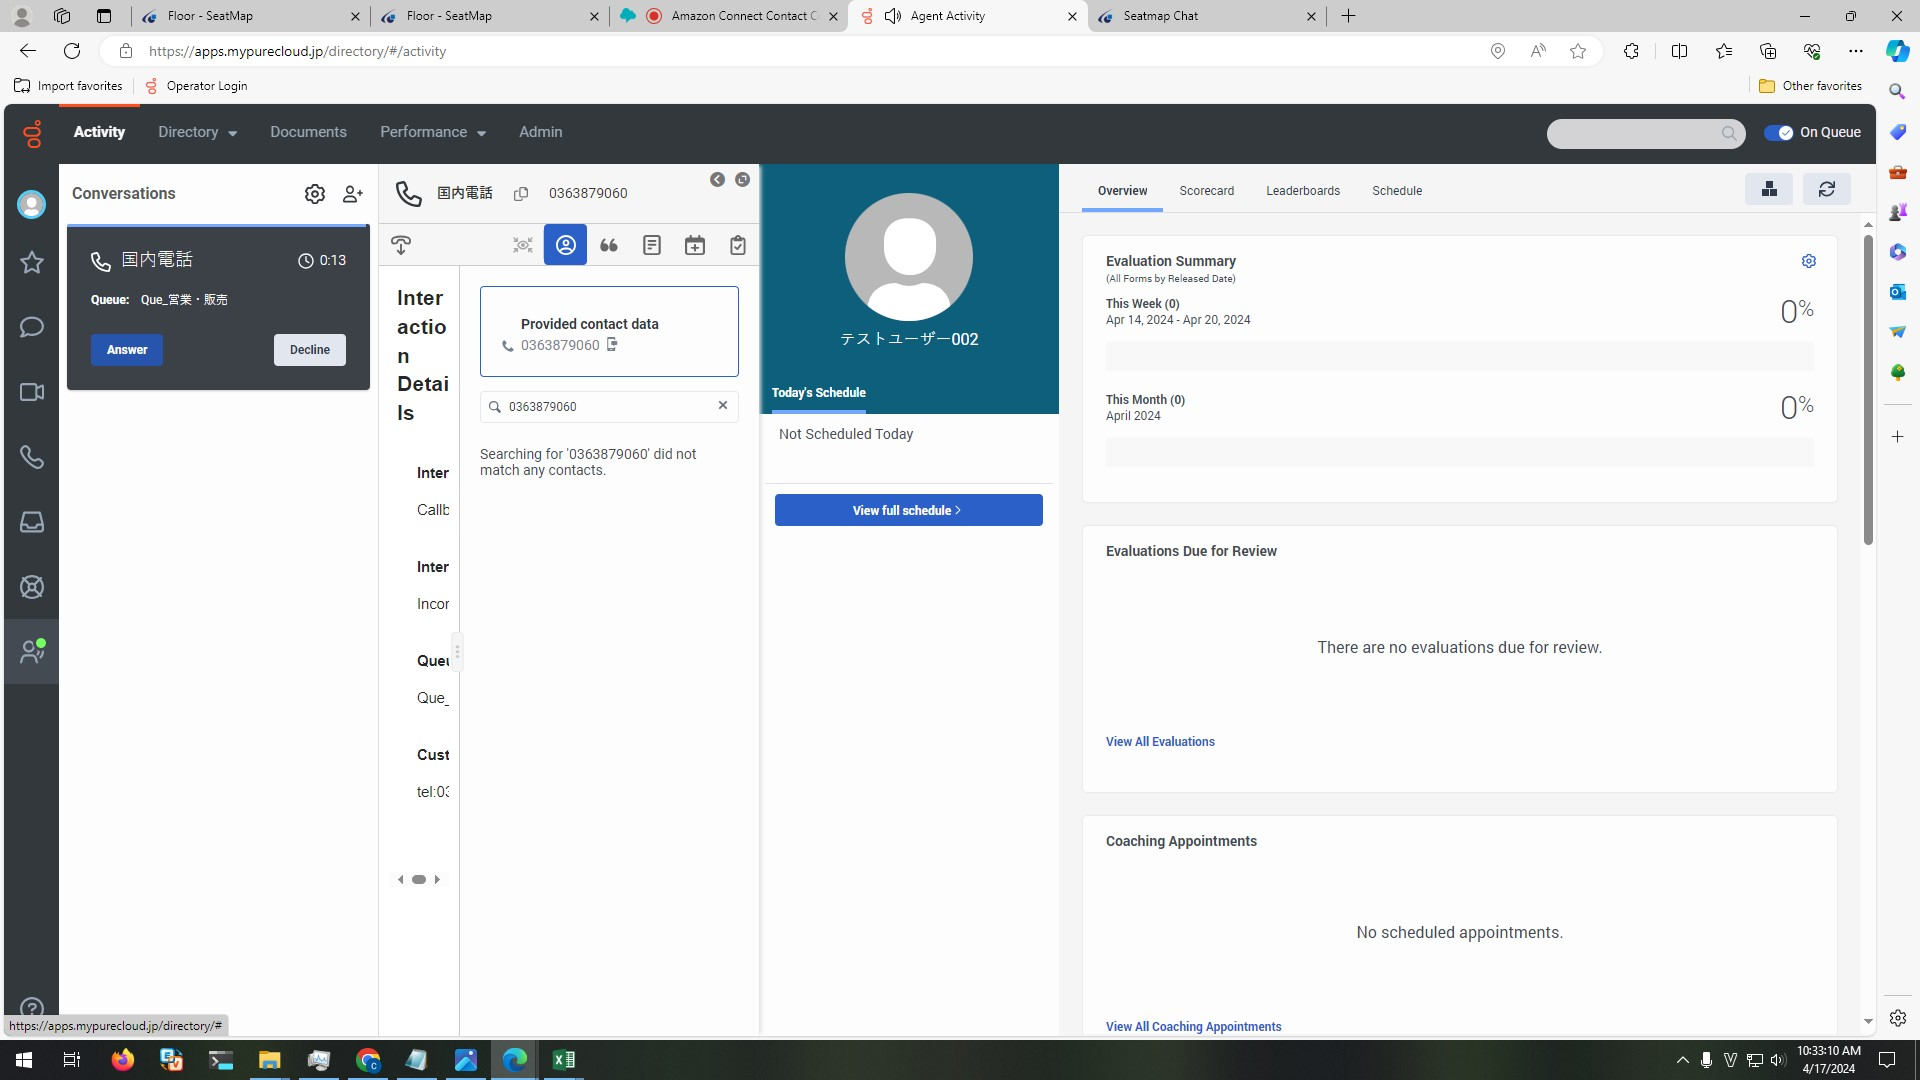 Floor - SeatMap
Floor - SeatMap
Amazon Connect Contact C
Agent Activity
Seatmap Chat
https://apps.mypurecloud.jp/directory/#/activity
Import favorites
Operator Login
Other favorites
Activity
Directory
Documents
Performance
Admin
On Queue
Conversations
国内電話
0:13
Queue: Que_営業・販売
Answer
Decline
国内電話
0363879060
Inter
actio
n
Detai
ls
Inter
Callb
Inter
Incor
Queu
Que_
Cust
tel:03
Provided contact data
0363879060
0363879060
Searching for '0363879060' did not
match any contacts.
テストユーザー002
Today's Schedule
Not Scheduled Today
View full schedule
Overview
Scorecard
Leaderboards
Schedule
Evaluation Summary
(All Forms by Released Date)
This Week (0)
Apr 14, 2024 - Apr 20, 2024
0%
This Month (0)
April 2024
0%
Evaluations Due for Review
There are no evaluations due for review.
View All Evaluations
Coaching Appointments
No scheduled appointments.
View All Coaching Appointments
https://apps.mypurecloud.jp/directory/#
10:33:10 AM
4/17/2024